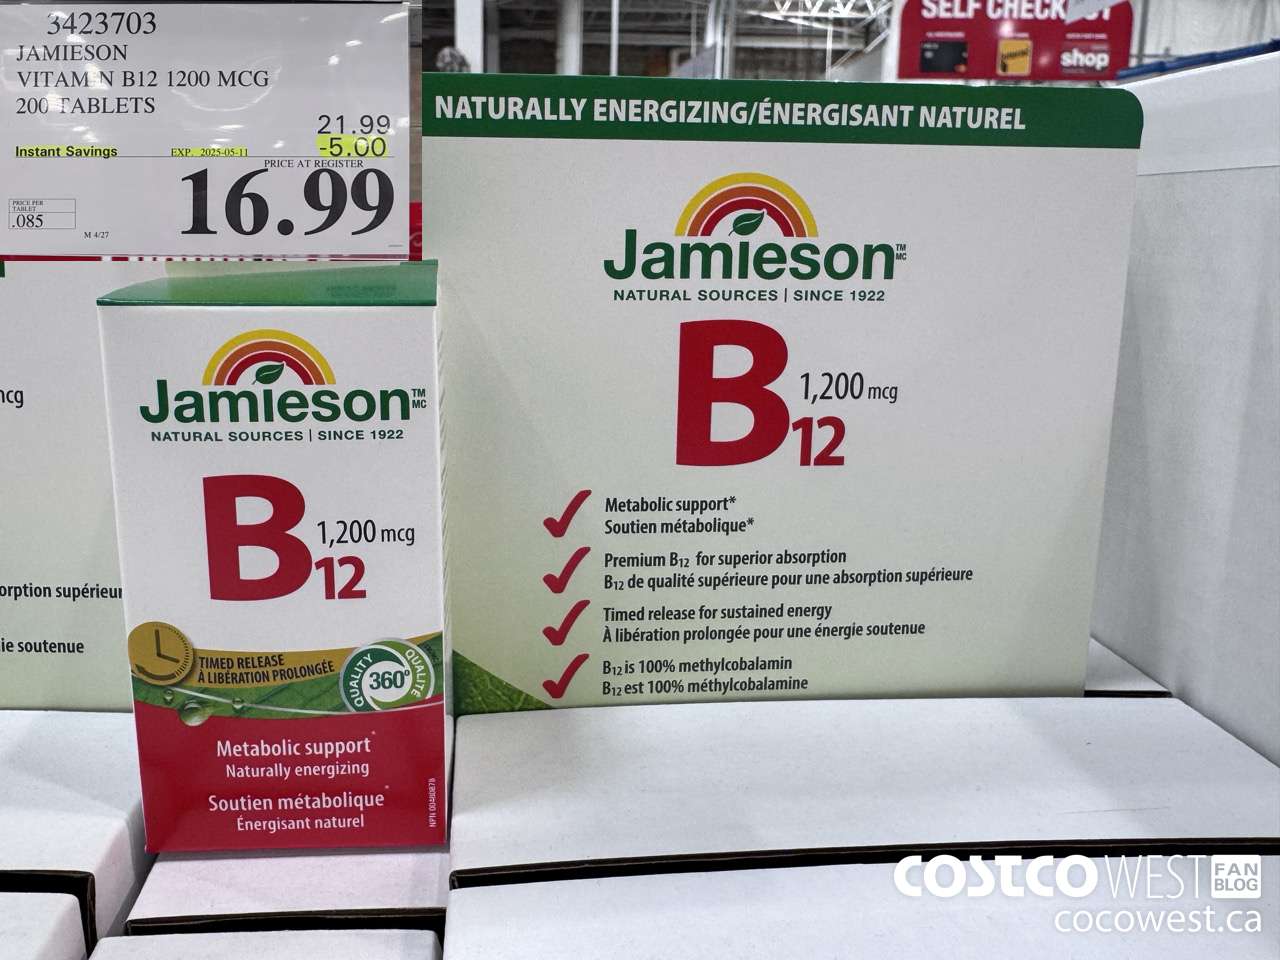 3423703
JAMIESON
VITAMIN B12 1200 MCG
200 TABLETS
21.99
Instant Savings EXP. 2025-05-11 -5.00
PRICE AT REGISTER
16.99
PRICE PER
TABLET
.085
M 4/27
SELF CHECK
shop
NATURALLY ENERGIZING/ÉNERGISANT NATUREL
Jamieson TM MC
NATURAL SOURCES | SINCE 1922
B12 1,200 mcg
Metabolic support*
Soutien métabolique*
Premium B12 for superior absorption
B12 de qualité supérieure pour une absorption supérieure
Timed release for sustained energy
À libération prolongée pour une énergie soutenue
B12 is 100% methylcobalamin
B12 est 100% méthylcobalamine
Jamieson TM MC
NATURAL SOURCES | SINCE 1922
B12 1,200 mcg
TIMED RELEASE
À LIBÉRATION PROLONGÉE
QUALITY 360° QUALITÉ
Metabolic support*
Naturally energizing
Soutien métabolique*
Énergisant naturel
NPN 00480878
mcg
orption supérieur
ie soutenue
COSTCO WEST FAN BLOG
cocowest.ca